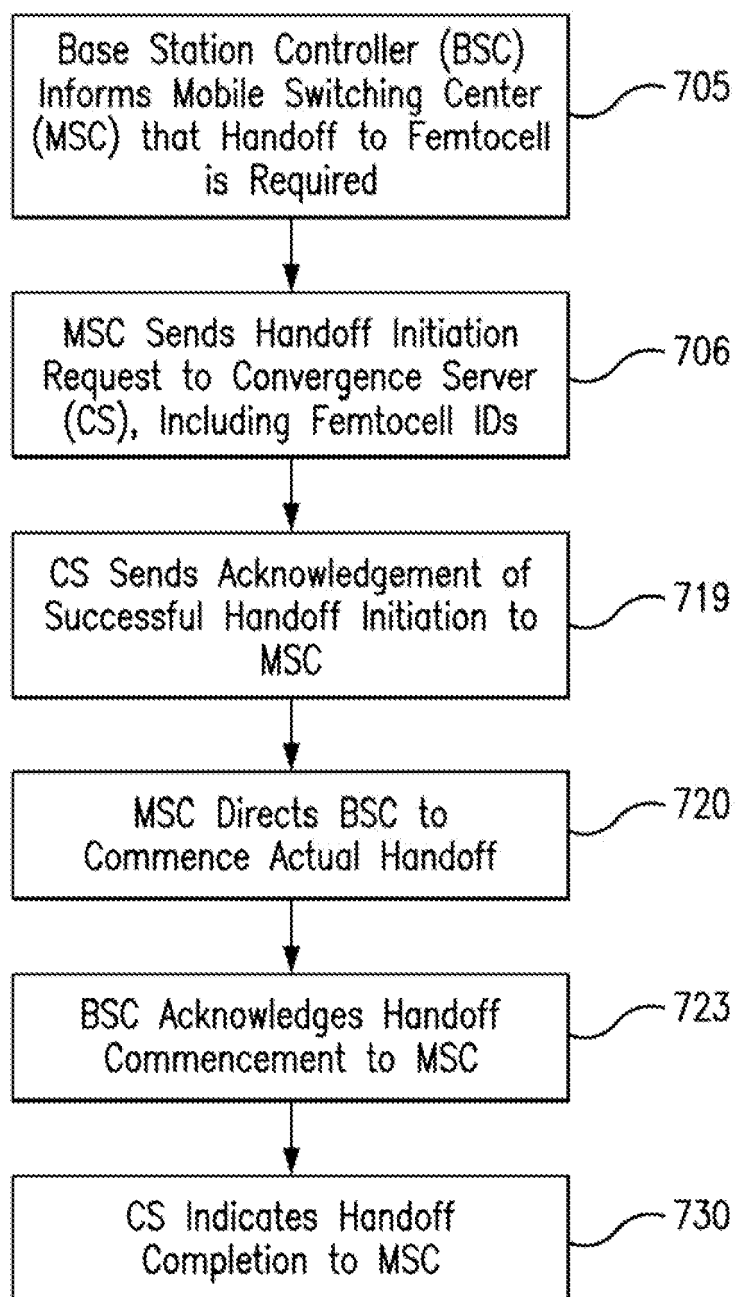 Base Station Controller (BSC)
Informs Mobile Switching Center
(MSC) that Handoff to Femtocell
is Required
705
MSC Sends Handoff Initiation
Request to Convergence Server
(CS), Including Femtocell IDs
706
CS Sends Acknowledgement of
Successful Handoff Initiation to
MSC
719
MSC Directs BSC to
Commence Actual Handoff
720
BSC Acknowledges Handoff
Commencement to MSC
723
CS Indicates Handoff
Completion to MSC
730